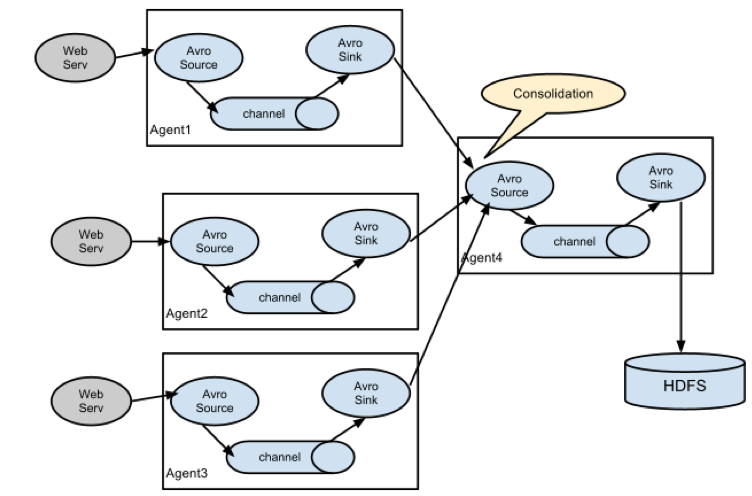 Web
Serv
Avro
Source
Avro
Sink
channel
Agent1
Consolidation
Web
Serv
Avro
Source
Avro
Sink
channel
Agent2
Avro
Source
Avro
Sink
channel
Agent4
Web
Serv
Avro
Source
Avro
Sink
channel
Agent3
HDFS